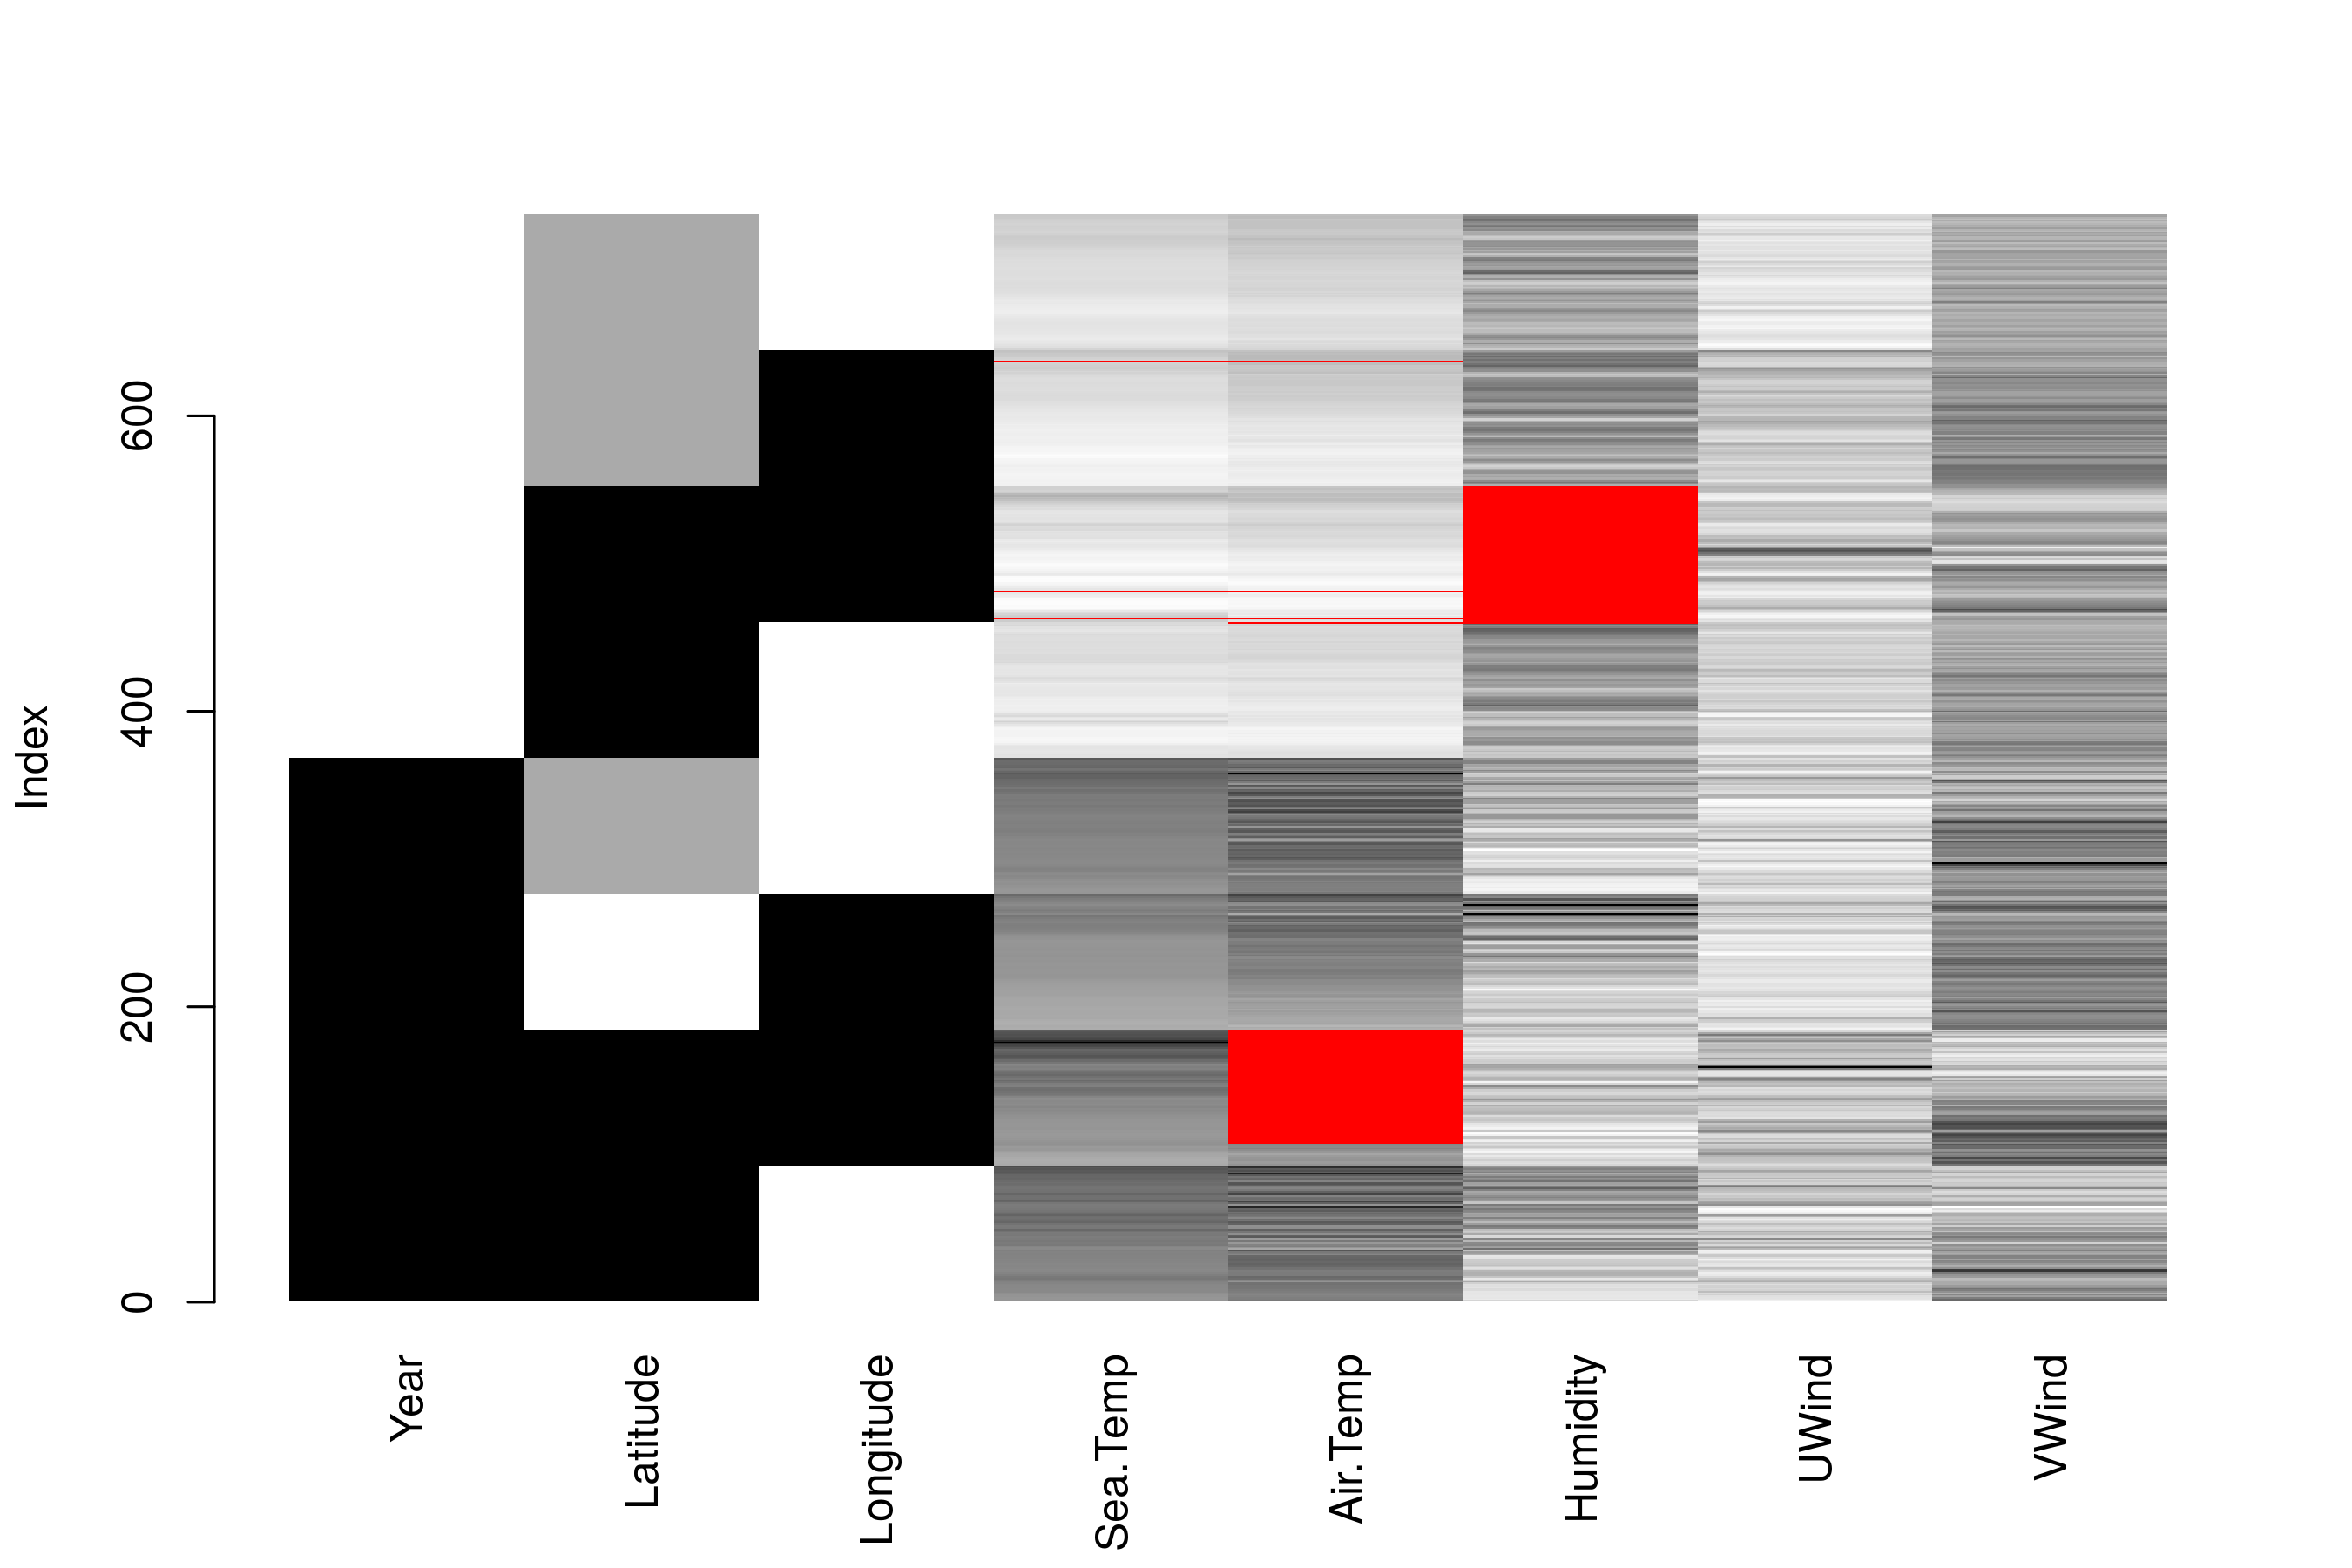 Index
600
400
200
0
Year
Latitude
Longitude
Sea.Temp
Air.Temp
Humidity
UWind
VWind